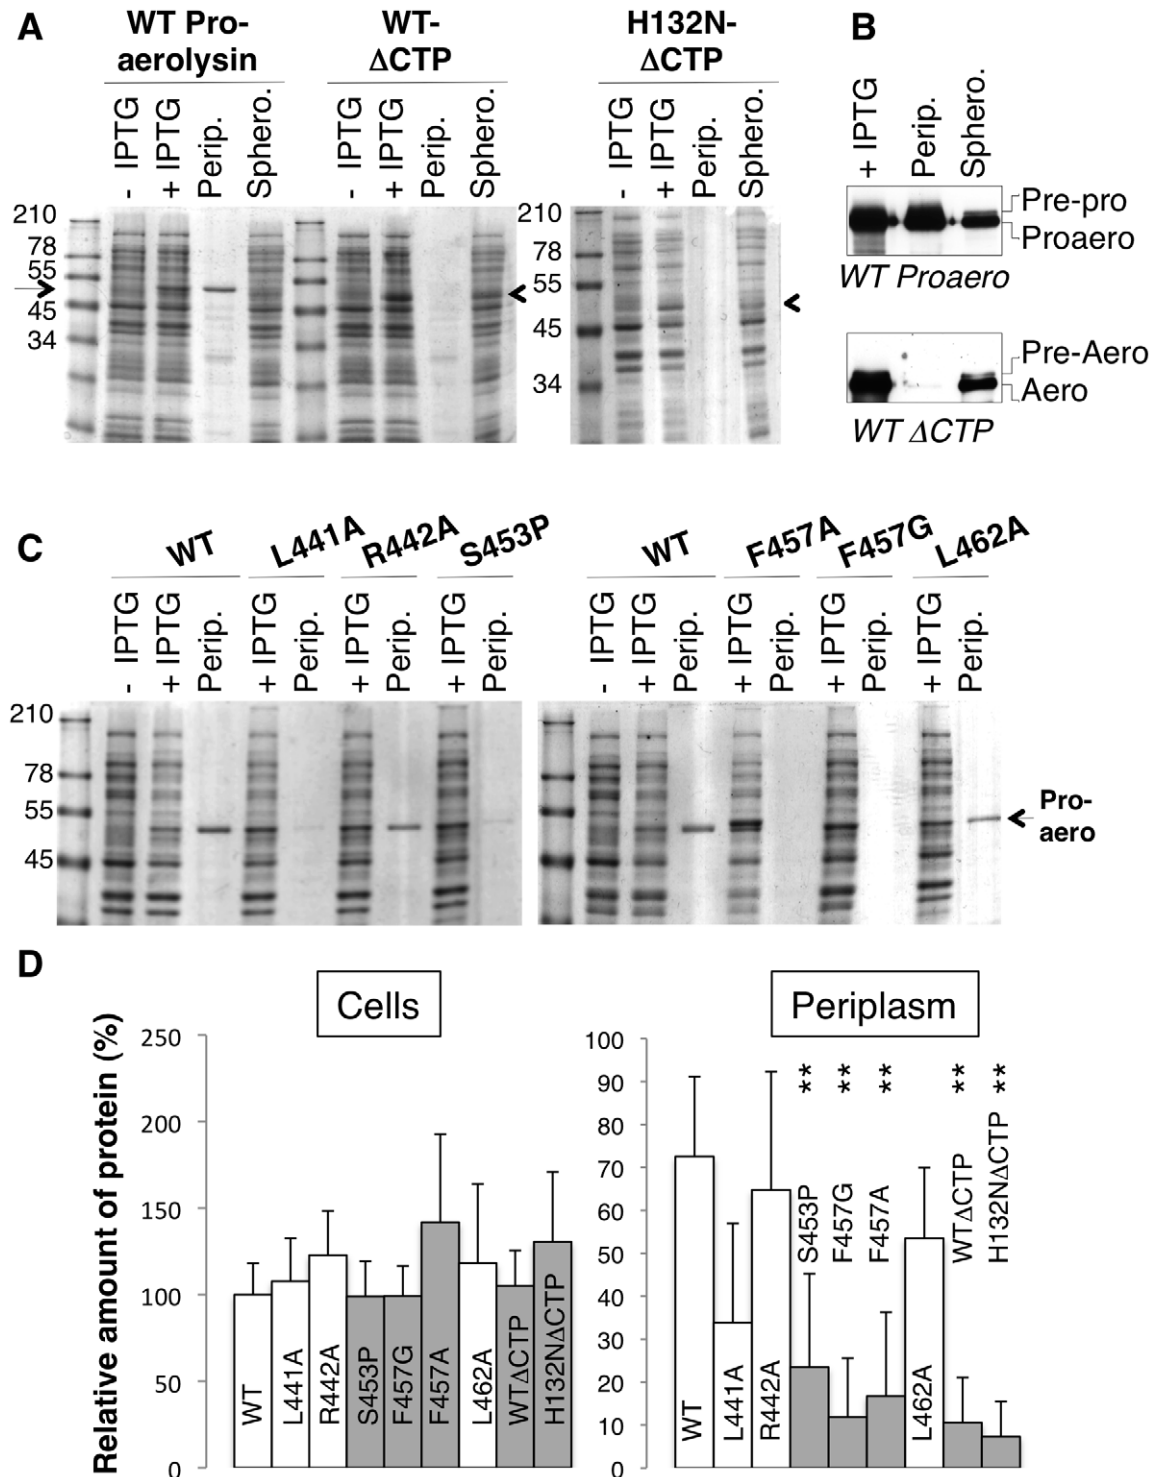 A
WT Pro-
aerolysin
WT-
ΔCTP
H132N-
ΔCTP
B
- IPTG
+ IPTG
Perip.
Sphero.
- IPTG
+ IPTG
Perip.
Sphero.
- IPTG
+ IPTG
Perip.
Sphero.
+ IPTG
Perip.
Sphero.
210
78
55
45
34
210
78
55
45
34
Pre-pro
Proaero
WT Proaero
Pre-Aero
Aero
WT ΔCTP
C
WT
L441A
R442A
S453P
WT
F457A
F457G
L462A
- IPTG
+ IPTG
Perip.
+ IPTG
Perip.
+ IPTG
Perip.
+ IPTG
Perip.
- IPTG
+ IPTG
Perip.
+ IPTG
Perip.
+ IPTG
Perip.
+ IPTG
Perip.
210
78
55
45
Pro-
aero
D
Cells
Relative amount of protein (%)
250
200
150
100
50
0
WT
L441A
R442A
S453P
F457G
F457A
L462A
WTΔCTP
H132NΔCTP
Periplasm
100
90
80
70
60
50
40
30
20
10
0
WT
L441A
R442A
S453P **
F457G **
F457A **
L462A
WTΔCTP **
H132NΔCTP **